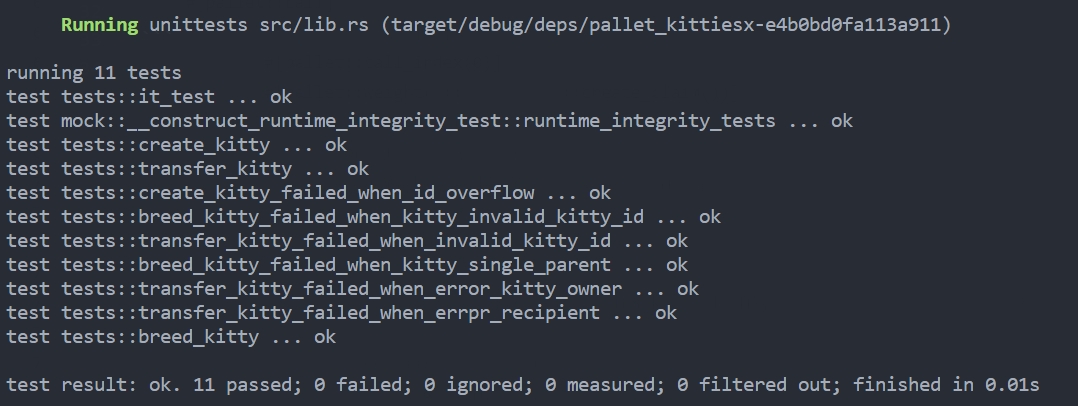 Running unittests src/lib.rs (target/debug/deps/pallet_kittiesx-e4b0bd0fa113a911)
running 11 tests
test tests::it_test ... ok
test mock::__construct_runtime_integrity_test::runtime_integrity_tests ... ok
test tests::create_kitty ... ok
test tests::transfer_kitty ... ok
test tests::create_kitty_failed_when_id_overflow ... ok
test tests::breed_kitty_failed_when_kitty_invalid_kitty_id ... ok
test tests::transfer_kitty_failed_when_invalid_kitty_id ... ok
test tests::breed_kitty_failed_when_kitty_single_parent ... ok
test tests::transfer_kitty_failed_when_error_kitty_owner ... ok
test tests::transfer_kitty_failed_when_errpr_recipient ... ok
test tests::breed_kitty ... ok
test result: ok. 11 passed; 0 failed; 0 ignored; 0 measured; 0 filtered out; finished in 0.01s